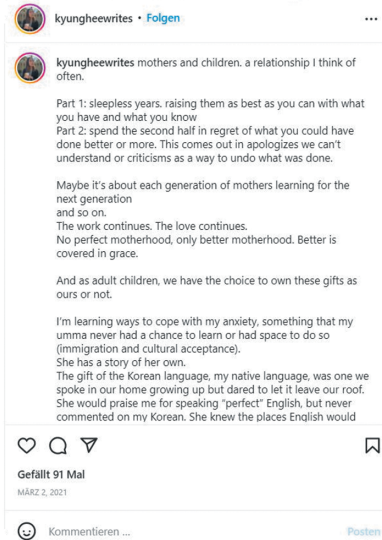 kyungheewrites • Folgen
kyungheewrites mothers and children. a relationship I think of
often.
Part 1: sleepless years. raising them as best as you can with what
you have and what you know
Part 2: spend the second half in regret of what you could have
done better or more. This comes out in apologizes we can't
understand or criticisms as a way to undo what was done.
Maybe it's about each generation of mothers learning for the
next generation
and so on.
The work continues. The love continues.
No perfect motherhood, only better motherhood. Better is
covered in grace.
And as adult children, we have the choice to own these gifts as
ours or not.
I'm learning ways to cope with my anxiety, something that my
umma never had a chance to learn or had space to do so
(immigration and cultural acceptance).
She has a story of her own.
The gift of the Korean language, my native language, was one we
spoke in our home growing up but dared to let it leave our roof.
She would praise me for speaking "perfect" English, but never
commented on my Korean. She knew the places English would
Gefällt 91 Mal
MÄRZ 2, 2021
Kommentieren ...
Posten